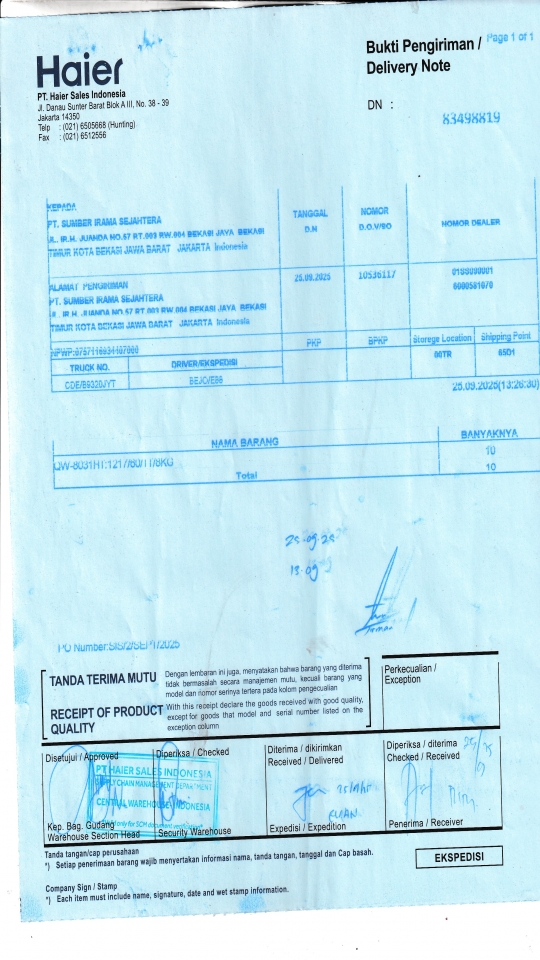 Haier
PT. Haier Sales Indonesia
Jl. Danau Sunter Barat Blok A III, No. 38 - 39
Jakarta 14350
Telp : (021) 6505668 (Hunting)
Fax : (021) 6512556
Bukti Pengiriman / Delivery Note
Page 1 of 1
DN :
83498819
KEPADA
PT. SUMBER IRAMA SEJAHTERA
JL. IR.H. JUANDA NO.57 RT.003 RW.004 BEKASI JAYA BEKASI
TIMUR KOTA BEKASI JAWA BARAT JAKARTA Indonesia
TANGGAL
D.N
NOMOR
D.O.V/SO
NOMOR DEALER
ALAMAT PENGIRIMAN
PT. SUMBER IRAMA SEJAHTERA
JL. IR.H. JUANDA NO.57 RT.003 RW.004 BEKASI JAYA BEKASI
TIMUR KOTA BEKASI JAWA BARAT JAKARTA Indonesia
25.09.2025
10536117
PKP
BPKP
Storege Location
Shipping Point
TRUCK NO.
DRIVER/EKSPEDISI
25.09.2025(13:26:30)
NAMA BARANG
BANYAKNYA
10
Total
10
25.09.25
13.09
PO Number:SIS/2/SEPT/2025
TANDA TERIMA MUTU
Dengan lembaran ini juga, menyatakan bahwa barang yang diterima
tidak bermasalah secara manajemen mutu, kecuali barang yang
model dan nomor serinya tertera pada kolom pengecualian
RECEIPT OF PRODUCT
QUALITY
With this receipt declare the goods received with good quality,
except for goods that model and serial number listed on the
exception column
Perkecualian /
Exception
Disetujui / Approved
Diperiksa / Checked
Diterima / dikirimkan
Received / Delivered
Diperiksa / diterima
Checked / Received
PT HAIER SALES INDONESIA
SUPPLY CHAIN MANAGEMENT DEPARTMENT
CENTRAL WAREHOUSE INDONESIA
Kep. Bag. Gudang
Warehouse Section Head
Security Warehouse
Expedisi / Expedition
Penerima / Receiver
Tanda tangan/cap perusahaan
*) Setiap penerimaan barang wajib menyertakan informasi nama, tanda tangan, tanggal dan Cap basah.
EKSPEDISI
Company Sign / Stamp
*) Each item must include name, signature, date and wet stamp information.